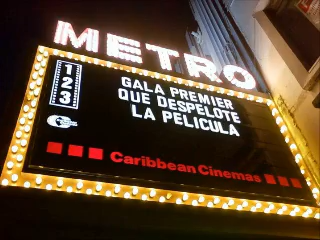 METRO
1
2
3
GALA PREMIER
QUE DESPELOTE
LA PELICULA
Caribbean Cinemas